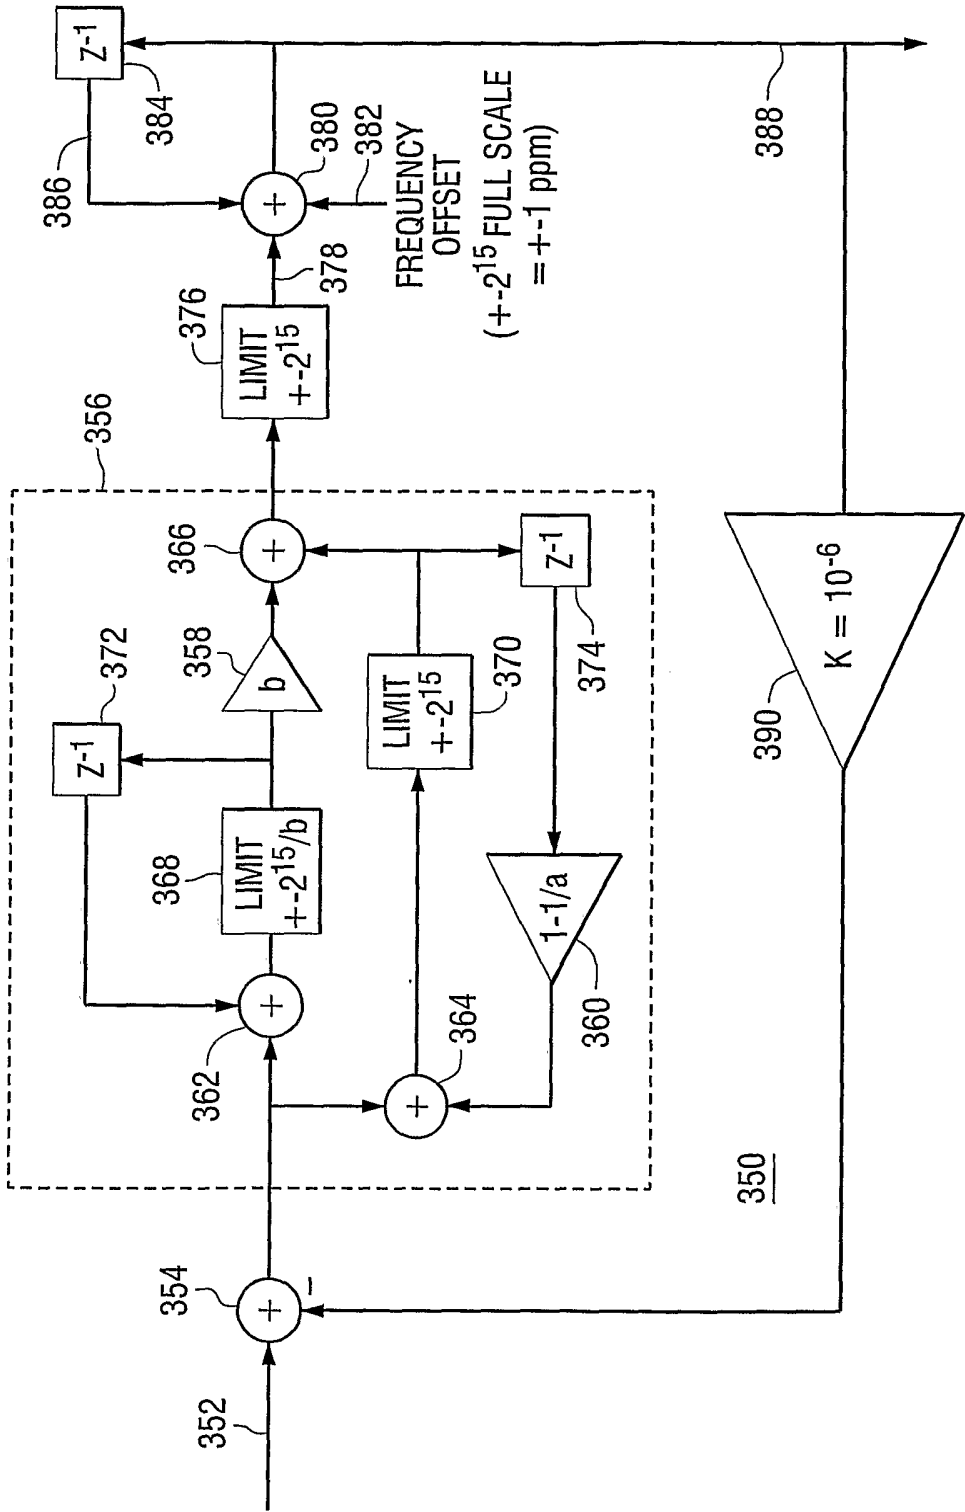 356
372
Z-1
386
Z-1
384
368
LIMIT
+-2^15/b
358
b
366
+
376
LIMIT
+-2^15
378
+
380
382
FREQUENCY
OFFSET
(+-2^15 FULL SCALE
= +-1 ppm)
352
354
+
-
362
+
364
+
LIMIT
+-2^15
370
Z-1
374
1-1/a
360
350
390
K = 10^-6
388